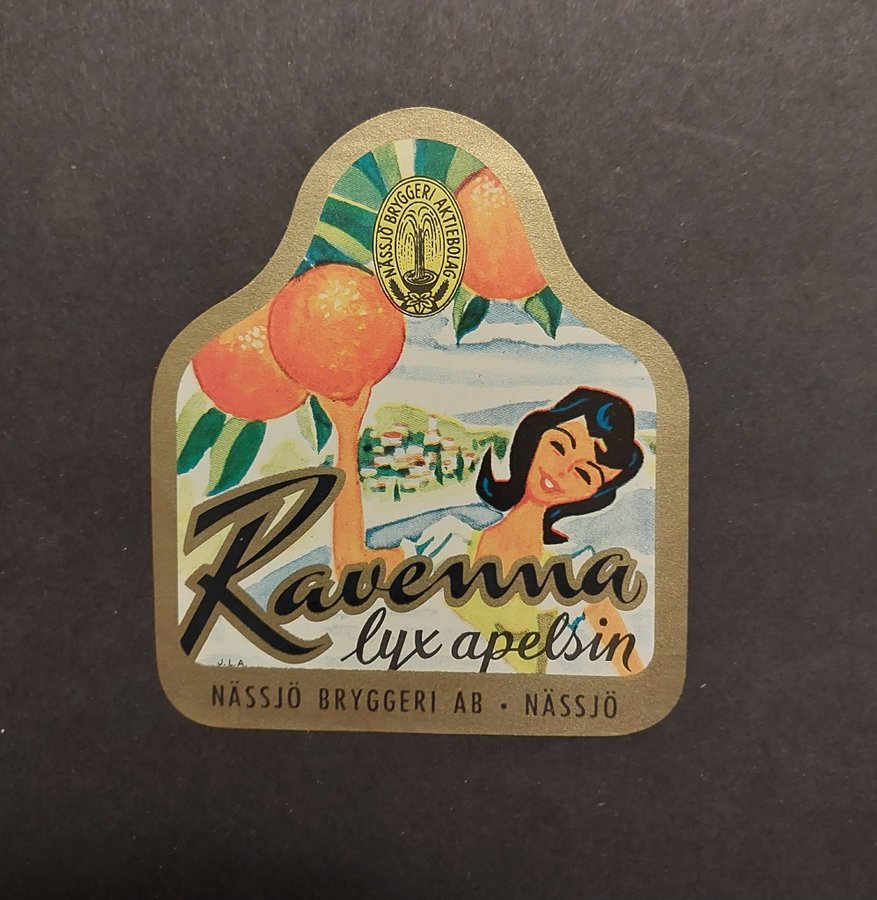 NÄSSJÖ BRYGGERI AKTIEBOLAG
Ravenna
lyx apelsin
J.L.A.
NÄSSJÖ BRYGGERI AB · NÄSSJÖ